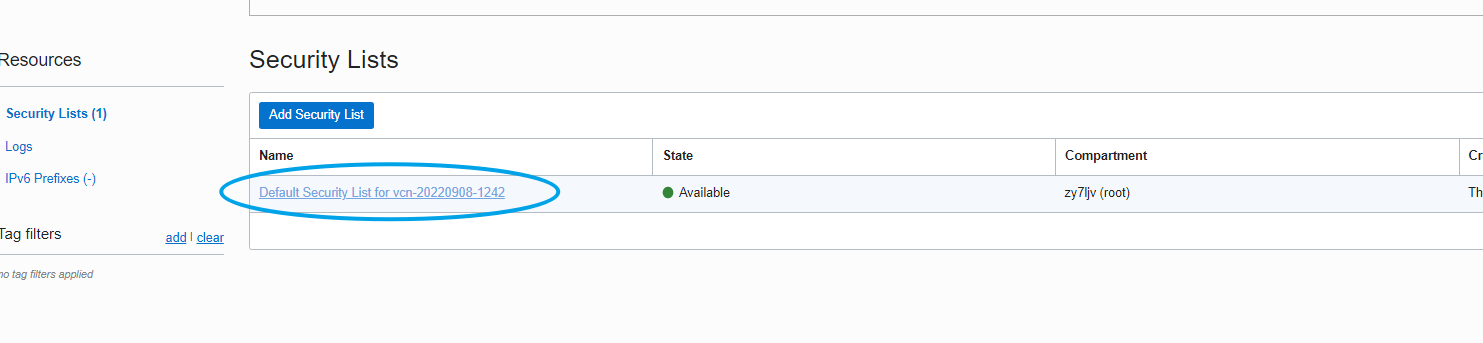 Resources
Security Lists (1)
Logs
IPv6 Prefixes (-)
Tag filters
add | clear
no tag filters applied
Security Lists
Add Security List
Name State Compartment Cr
Default Security List for vcn-20220908-1242 Available zy7ljv (root) Th